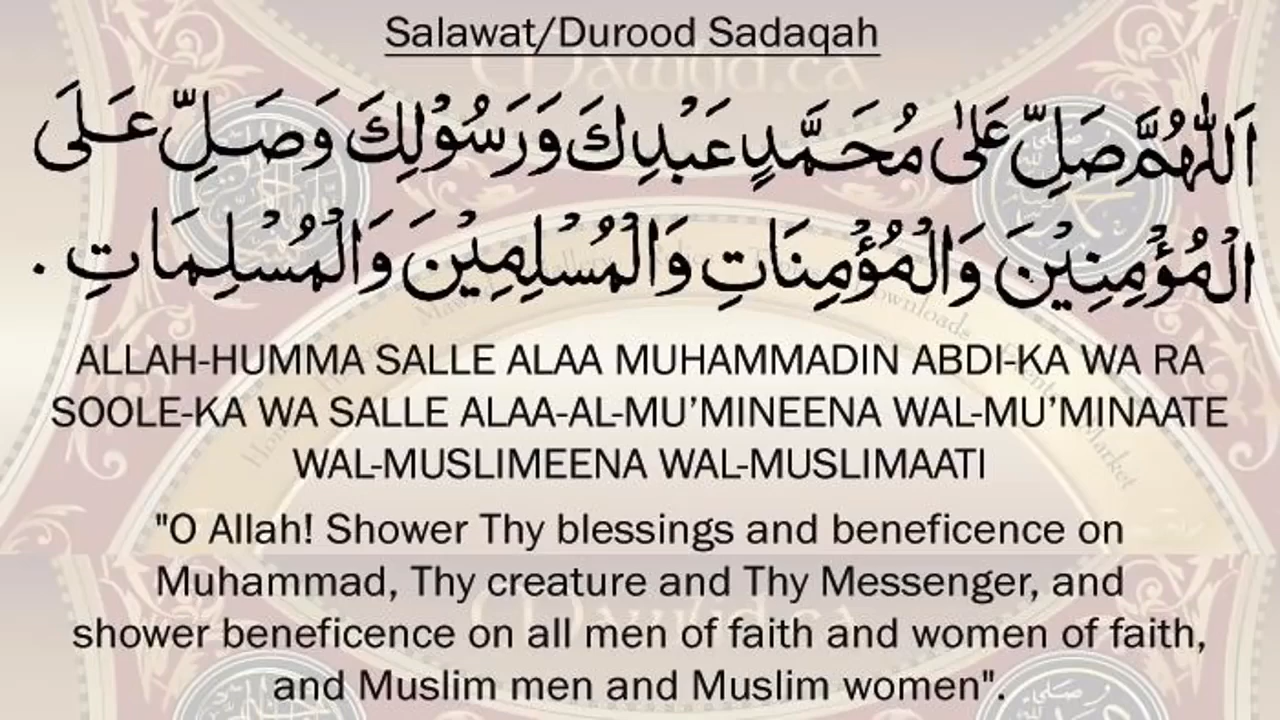 Salawat/Durood Sadaqah
اَللّٰهُمَّ صَلِّ عَلٰى مُحَمَّدٍ عَبْدِكَ وَرَسُوْلِكَ وَصَلِّ عَلَى
الْمُؤْمِنِيْنَ وَالْمُؤْمِنَاتِ وَالْمُسْلِمِيْنَ وَالْمُسْلِمَاتِ .
ALLAH-HUMMA SALLE ALAA MUHAMMADIN ABDI-KA WA RA
SOOLE-KA WA SALLE ALAA-AL-MU’MINEENA WAL-MU’MINAATE
WAL-MUSLIMEENA WAL-MUSLIMAATI
"O Allah! Shower Thy blessings and beneficence on
Muhammad, Thy creature and Thy Messenger, and
shower beneficence on all men of faith and women of faith,
and Muslim men and Muslim women".